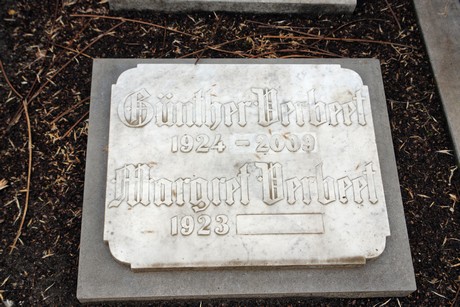 Günther Verbeet
1924 - 2009
Margret Verbeet
1923